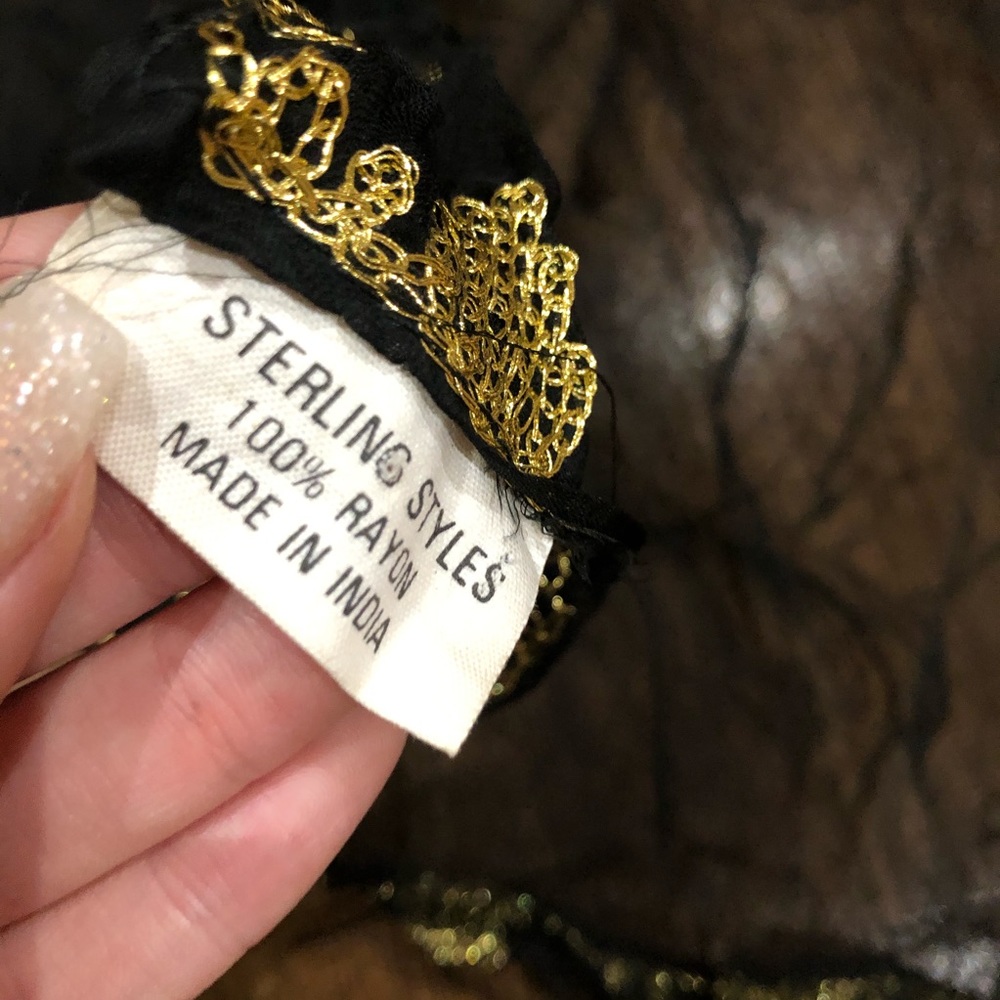 STERLING STYLES
100% RAYON
MADE IN INDIA